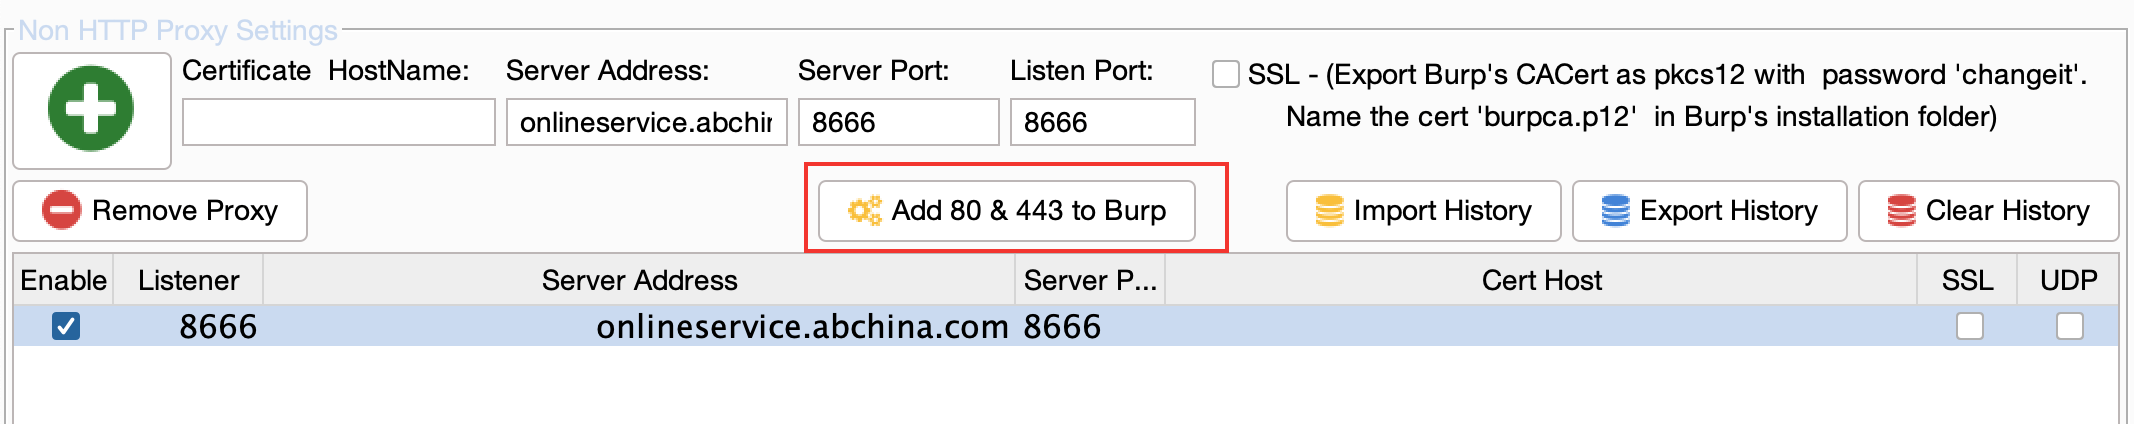 Non HTTP Proxy Settings
Certificate HostName: Server Address: Server Port: Listen Port: SSL - (Export Burp's CACert as pkcs12 with password 'changeit'.
Name the cert 'burpca.p12' in Burp's installation folder)
onlineservice.abchin 8666 8666
Remove Proxy Add 80 & 443 to Burp Import History Export History Clear History
Enable Listener Server Address Server P... Cert Host SSL UDP
8666 onlineservice.abchina.com 8666